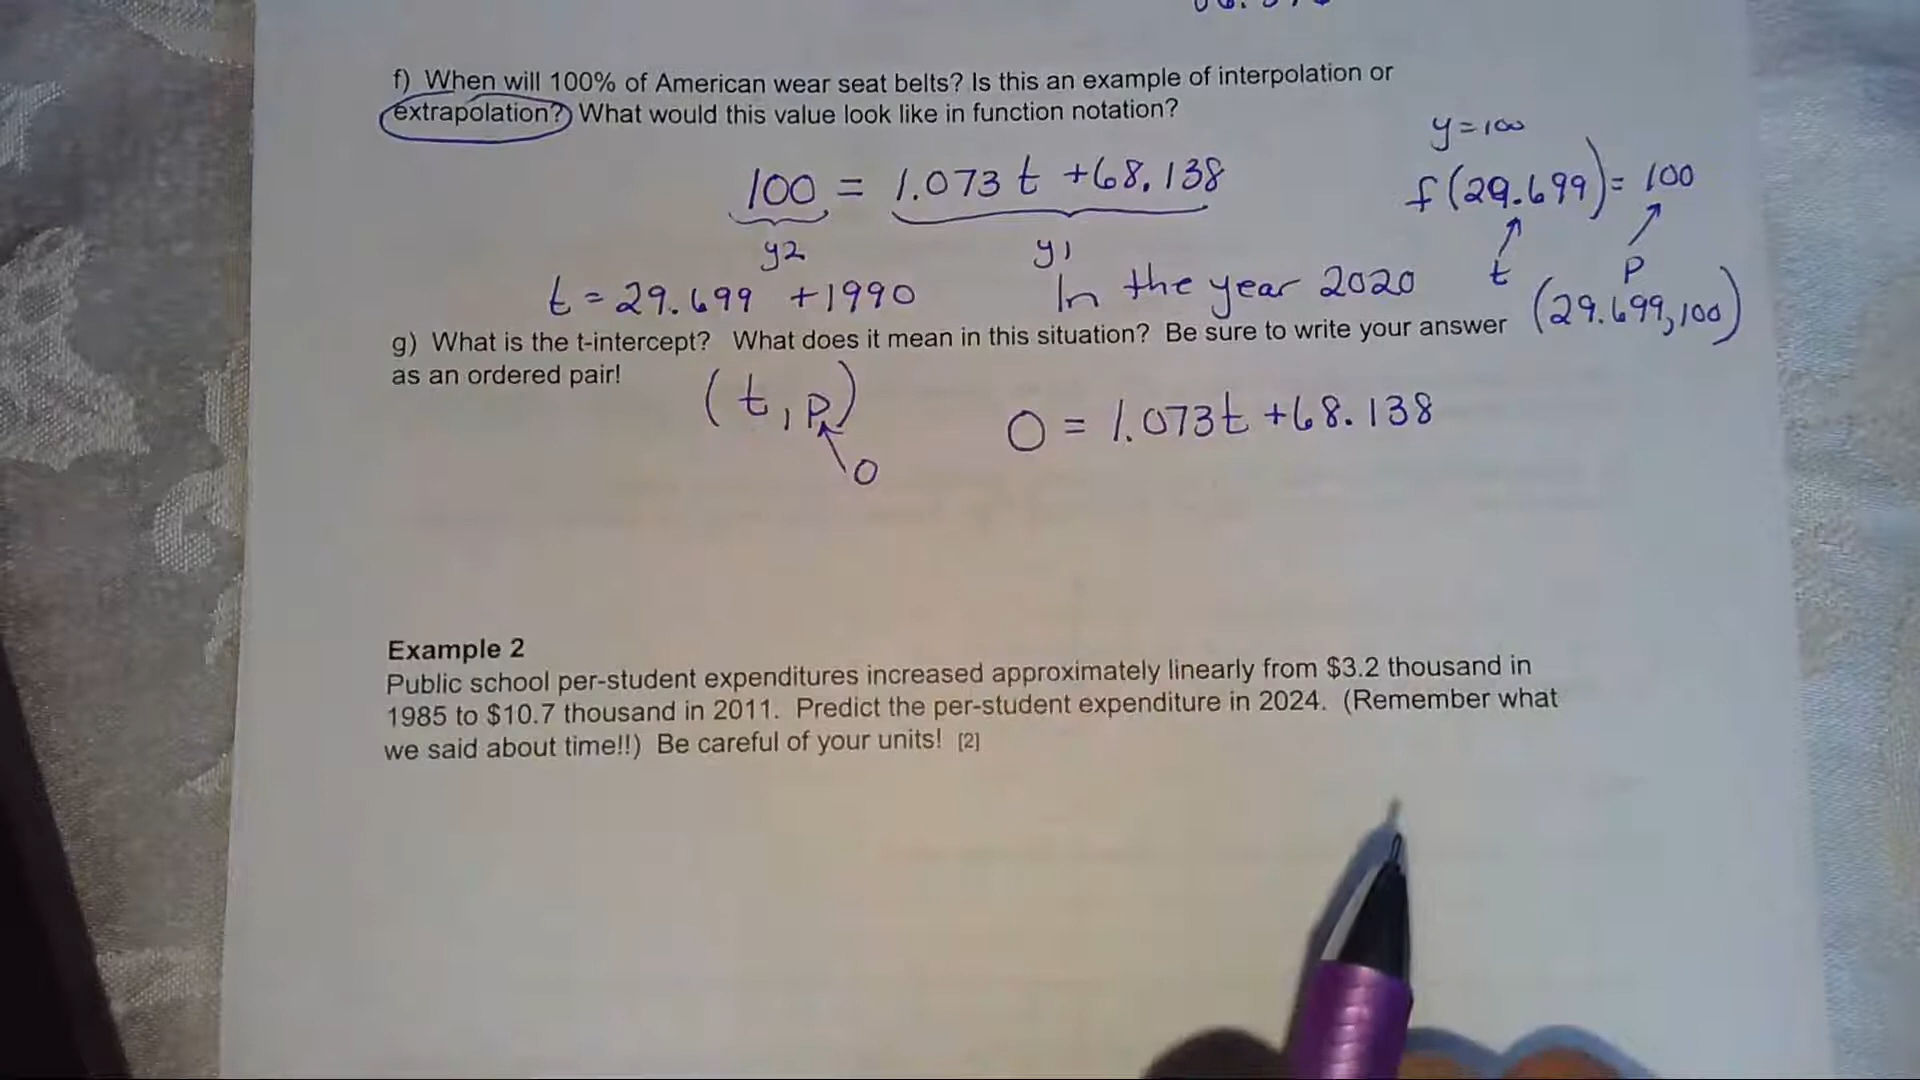 f) When will 100% of American wear seat belts? Is this an example of interpolation or
extrapolation? What would this value look like in function notation?
y = 100
100 = 1.073 t + 68.138
f(29.699) = 100
y2
y1
t
P
t = 29.699 + 1990
In the year 2020
(29.699, 100)
g) What is the t-intercept? What does it mean in this situation? Be sure to write your answer
as an ordered pair!
(t, P)
0 = 1.073t + 68.138
0
Example 2
Public school per-student expenditures increased approximately linearly from $3.2 thousand in
1985 to $10.7 thousand in 2011. Predict the per-student expenditure in 2024. (Remember what
we said about time!!) Be careful of your units! [2]